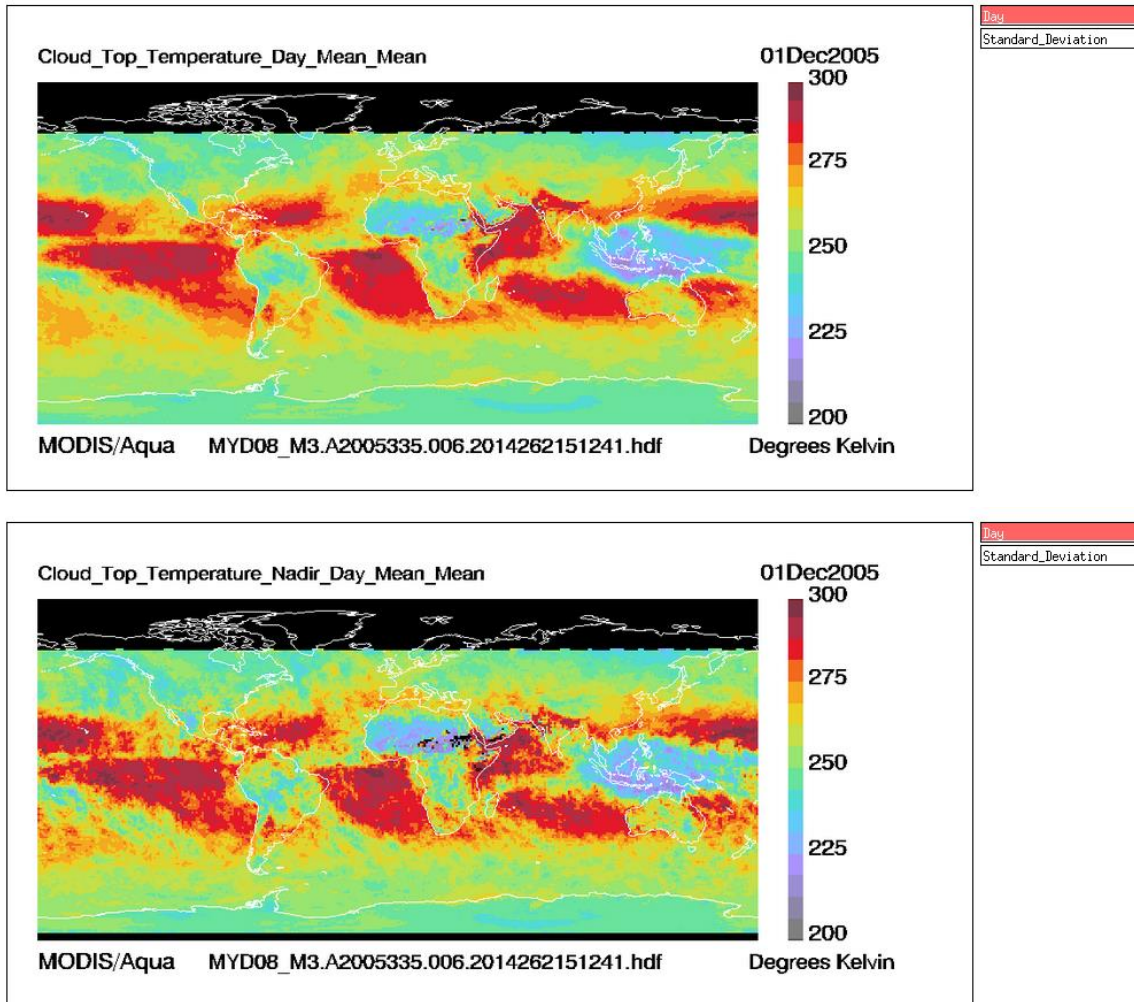 Day
Standard_Deviation
Cloud_Top_Temperature_Day_Mean_Mean 01Dec2005
300
275
250
225
200
MODIS/Aqua MYD08_M3.A2005335.006.2014262151241.hdf Degrees Kelvin
Day
Standard_Deviation
Cloud_Top_Temperature_Nadir_Day_Mean_Mean 01Dec2005
300
275
250
225
200
MODIS/Aqua MYD08_M3.A2005335.006.2014262151241.hdf Degrees Kelvin